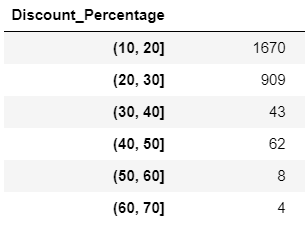 Discount_Percentage
(10, 20] 1670
(20, 30] 909
(30, 40] 43
(40, 50] 62
(50, 60] 8
(60, 70] 4